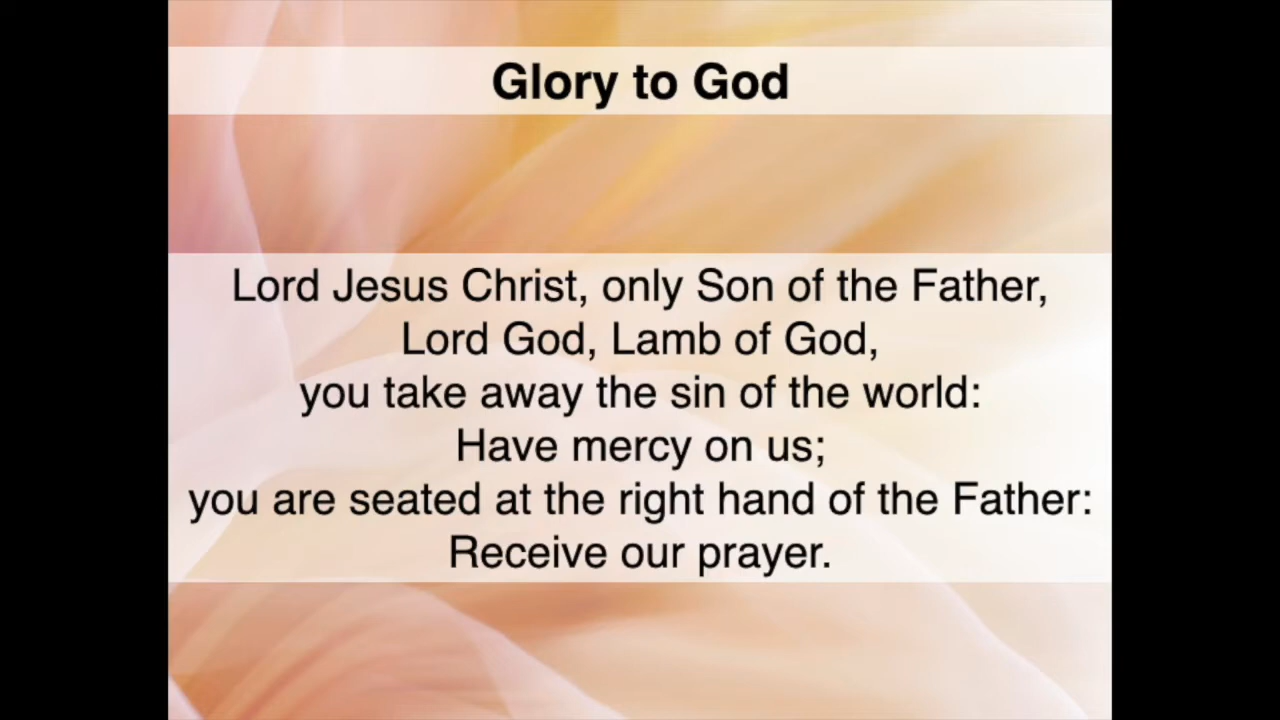 Glory to God
Lord Jesus Christ, only Son of the Father,
Lord God, Lamb of God,
you take away the sin of the world:
Have mercy on us;
you are seated at the right hand of the Father:
Receive our prayer.